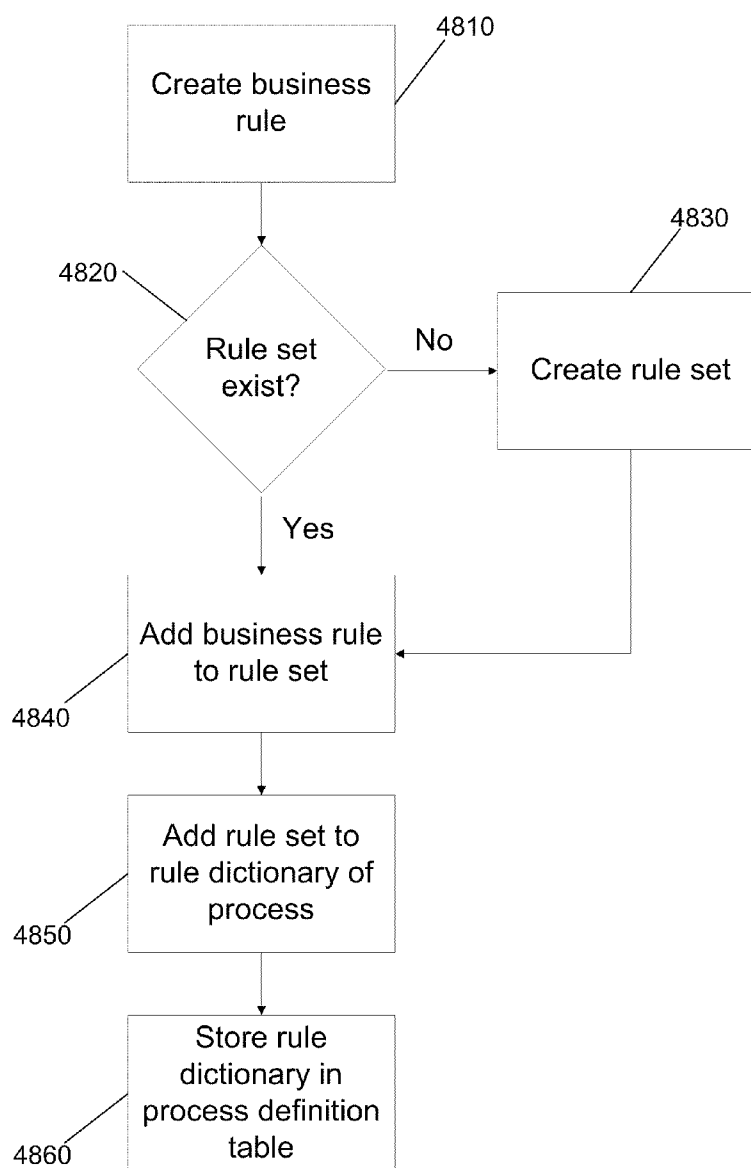 4810
Create business
rule
4830
4820
Rule set
exist?
No
Create rule set
Yes
Add business rule
to rule set
4840
Add rule set to
rule dictionary of
process
4850
Store rule
dictionary in
process definition
table
4860